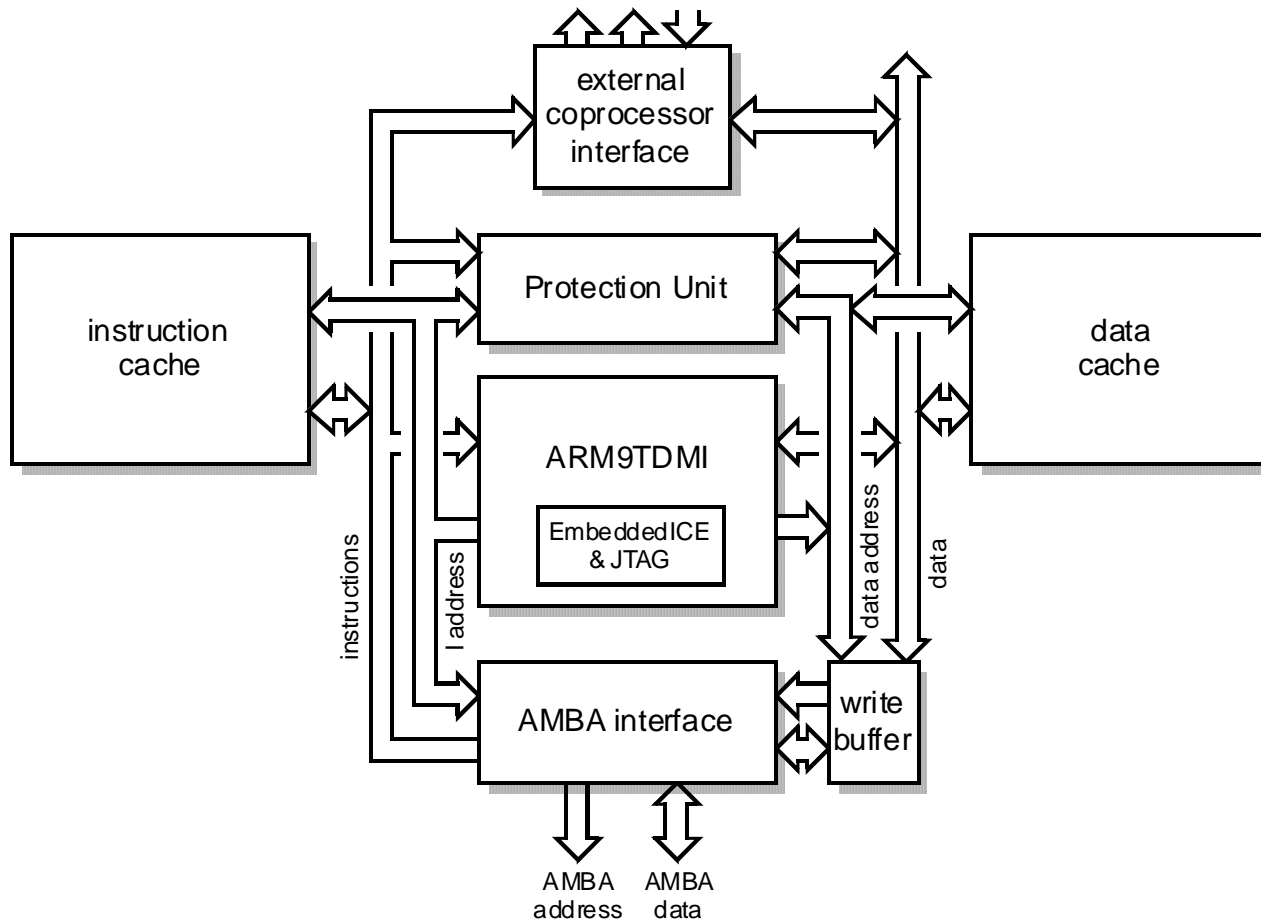 external
coprocessor
interface
Protection Unit
instruction
cache
data
cache
ARM9TDMI
EmbeddedICE
& JTAG
instructions
I address
data address
data
AMBA interface
write
buffer
AMBA
address
AMBA
data